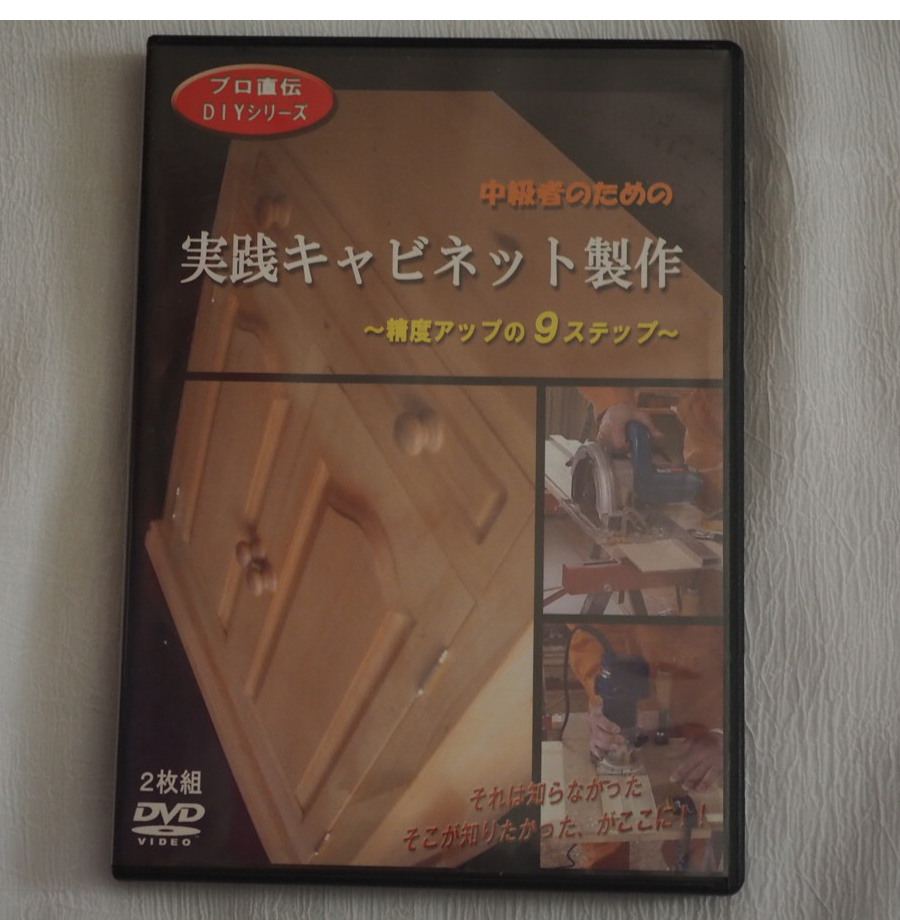 プロ直伝
DIYシリーズ
中級者のための
実践キャビネット製作
～精度アップの9ステップ～
2枚組
DVD
VIDEO
それは知らなかった
そこが知りたかった、がここに！！